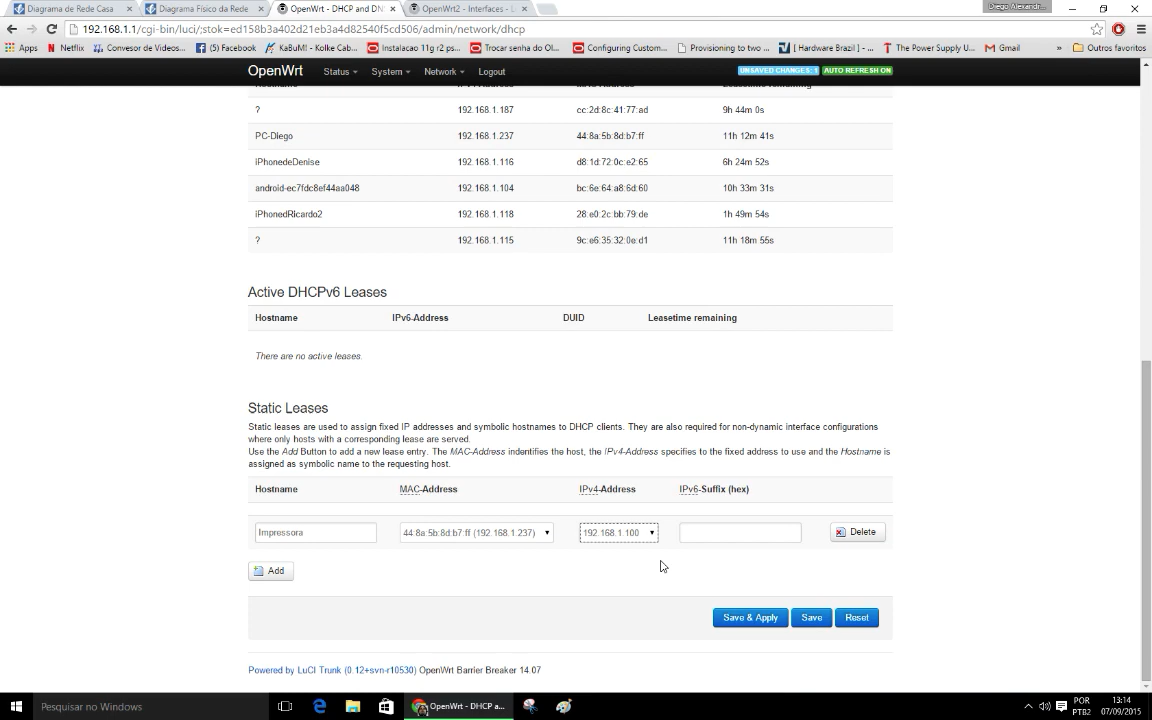 Diagrama de Rede Casa
Diagrama Físico da Rede
OpenWrt - DHCP and DN
OpenWrt2 - Interfaces - L
Diego Alexandr...
192.168.1.1/cgi-bin/luci/;stok=ed158b3a402d21eb3a4d82540f5cd506/admin/network/dhcp
Apps
Netflix
Convesor de Videos...
(5) Facebook
KaBuM! - Kolke Cab...
Instalacao 11g r2 ps...
Trocar senha do Ol...
Configuring Custom...
Provisioning to two ...
[ Hardware Brazil ] - ...
The Power Supply U...
Gmail
»
Outros favoritos
OpenWrt
Status
System
Network
Logout
UNSAVED CHANGES: 1
AUTO REFRESH ON
Hostname IPv4-Address MAC-Address Leasetime remaining
? 192.168.1.187 cc:2d:8c:41:77:ad 9h 44m 0s
PC-Diego 192.168.1.237 44:8a:5b:8d:b7:ff 11h 12m 41s
iPhonedeDenise 192.168.1.116 d8:1d:72:0c:e2:65 6h 24m 52s
android-ec7fdc8ef44aa048 192.168.1.104 bc:6e:64:a8:6d:60 10h 33m 31s
iPhonedRicardo2 192.168.1.118 28:e0:2c:bb:79:de 1h 49m 54s
? 192.168.1.115 9c:e6:35:32:0e:d1 11h 18m 55s
Active DHCPv6 Leases
Hostname IPv6-Address DUID Leasetime remaining
There are no active leases.
Static Leases
Static leases are used to assign fixed IP addresses and symbolic hostnames to DHCP clients. They are also required for non-dynamic interface configurations
where only hosts with a corresponding lease are served.
Use the Add Button to add a new lease entry. The MAC-Address indentifies the host, the IPv4-Address specifies to the fixed address to use and the Hostname is
assigned as symbolic name to the requesting host.
Hostname MAC-Address IPv4-Address IPv6-Suffix (hex)
Impressora 44:8a:5b:8d:b7:ff (192.168.1.237) 192.168.1.100 Delete
Add
Save & Apply Save Reset
Powered by LuCI Trunk (0.12+svn-r10530) OpenWrt Barrier Breaker 14.07
Pesquisar no Windows
OpenWrt - DHCP a...
POR
PTB2
13:14
07/09/2015